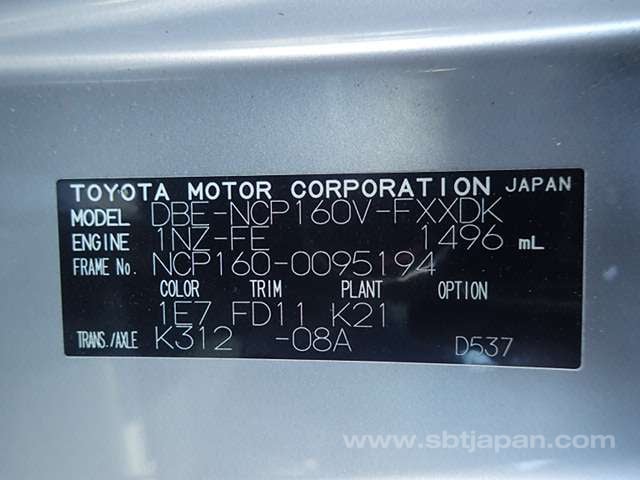 TOYOTA MOTOR CORPORATION JAPAN
MODEL DBE-NCP160V-FXXDK
ENGINE 1NZ-FE 1496 mL
FRAME No. NCP160-0095194
COLOR TRIM PLANT OPTION
1E7 FD11 K21
TRANS./AXLE K312 -08A D537
www.sbtjapan.com